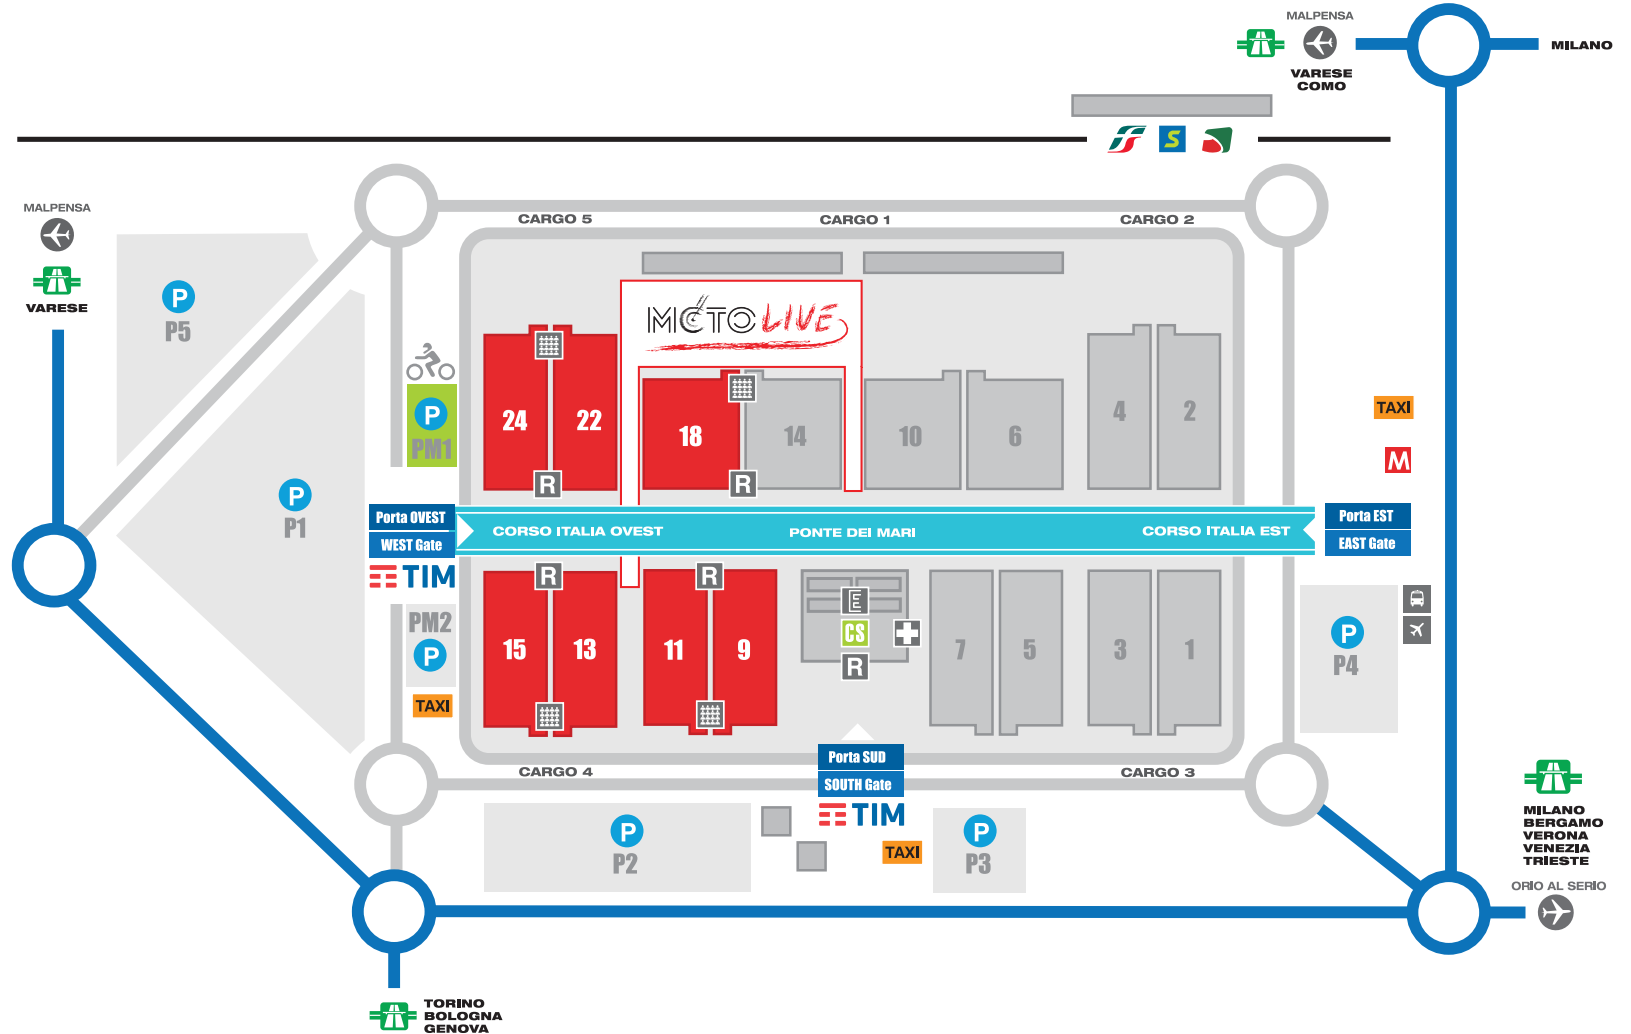 MALPENSA
VARESE
COMO
MILANO
S
MALPENSA
VARESE
CARGO 5
CARGO 1
CARGO 2
P
P5
MOTO LIVE
P
PM1
24
22
18
14
10
6
4
2
TAXI
M
R
R
P
P1
Porta OVEST
WEST Gate
TIM
CORSO ITALIA OVEST
PONTE DEI MARI
CORSO ITALIA EST
Porta EST
EAST Gate
R
R
E
CS
R
15
13
11
9
7
5
3
1
PM2
P
TAXI
P
P4
Porta SUD
SOUTH Gate
TIM
CARGO 4
CARGO 3
P
P2
TAXI
P
P3
MILANO
BERGAMO
VERONA
VENEZIA
TRIESTE
ORIO AL SERIO
TORINO
BOLOGNA
GENOVA